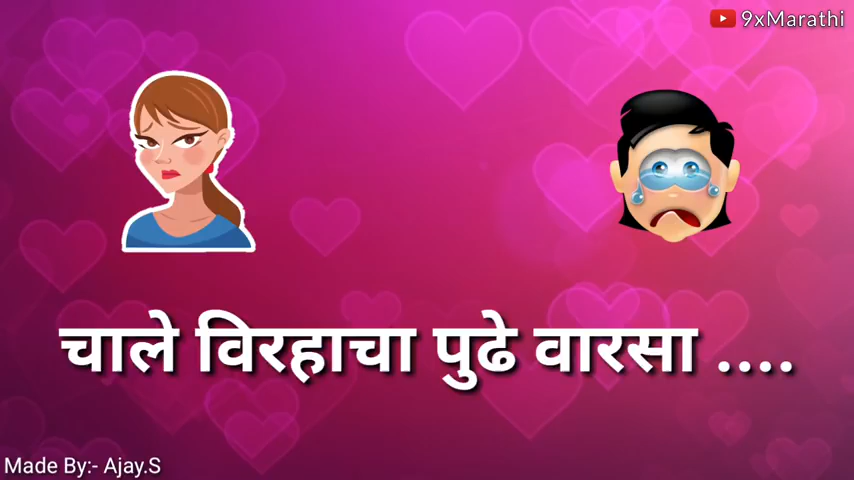 9xMarathi
चाले विरहाचा पुढे वारसा ....
Made By:- Ajay.S